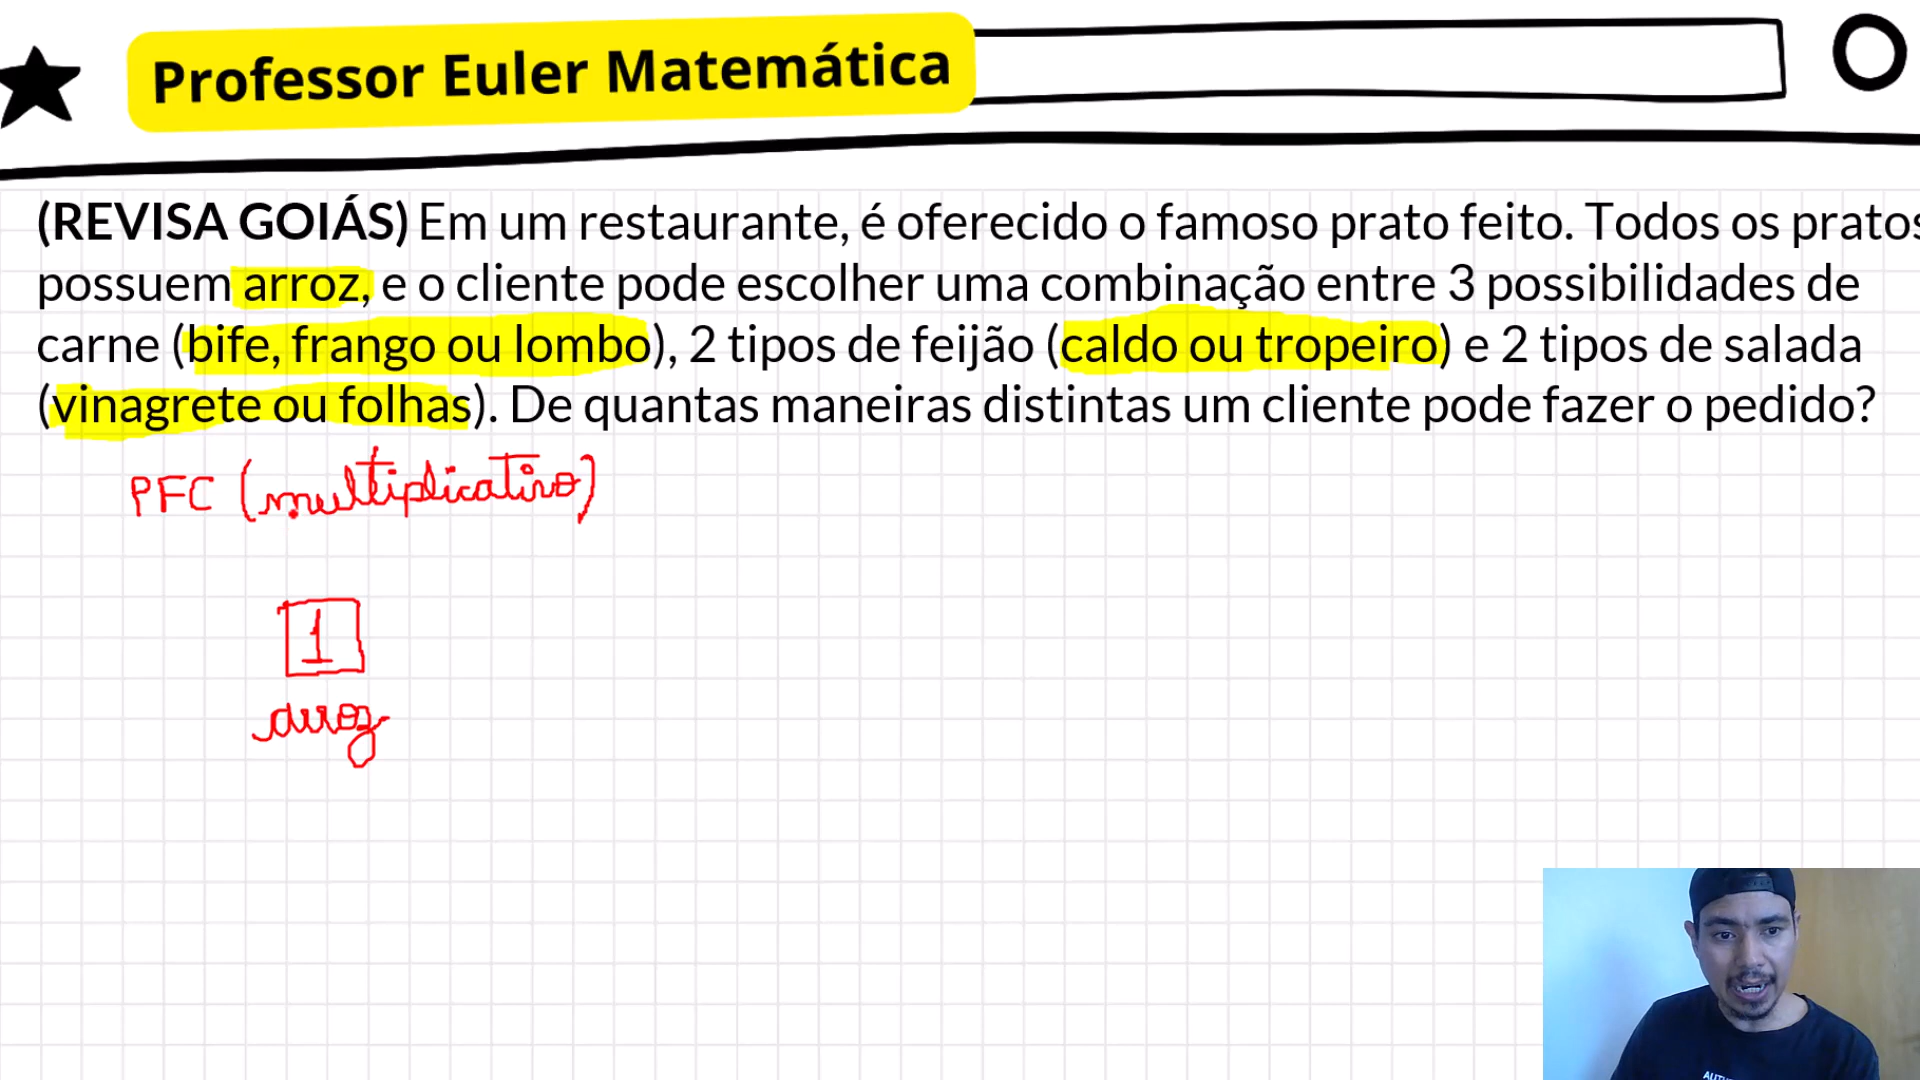 Professor Euler Matemática
(REVISA GOIÁS) Em um restaurante, é oferecido o famoso prato feito. Todos os pratos
possuem arroz, e o cliente pode escolher uma combinação entre 3 possibilidades de
carne (bife, frango ou lombo), 2 tipos de feijão (caldo ou tropeiro) e 2 tipos de salada
(vinagrete ou folhas). De quantas maneiras distintas um cliente pode fazer o pedido?
PFC (multiplicativo)
1
arroz